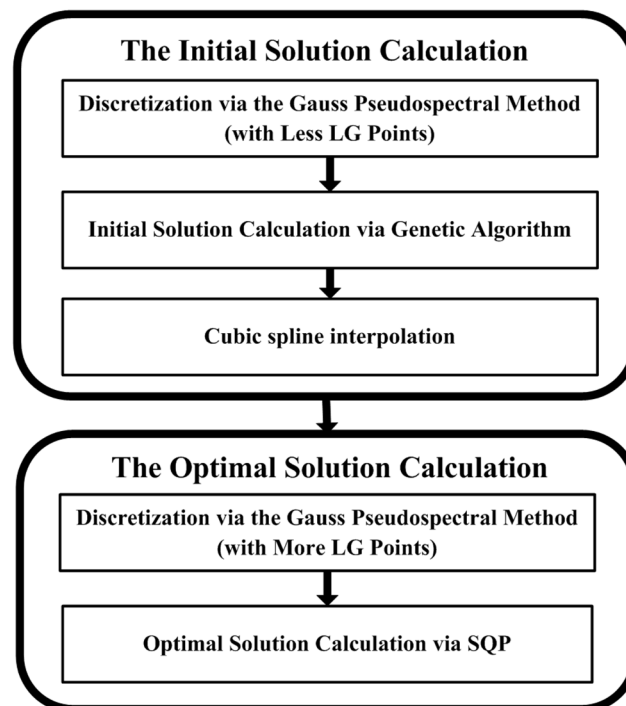 The Initial Solution Calculation
Discretization via the Gauss Pseudospectral Method
(with Less LG Points)
Initial Solution Calculation via Genetic Algorithm
Cubic spline interpolation
The Optimal Solution Calculation
Discretization via the Gauss Pseudospectral Method
(with More LG Points)
Optimal Solution Calculation via SQP